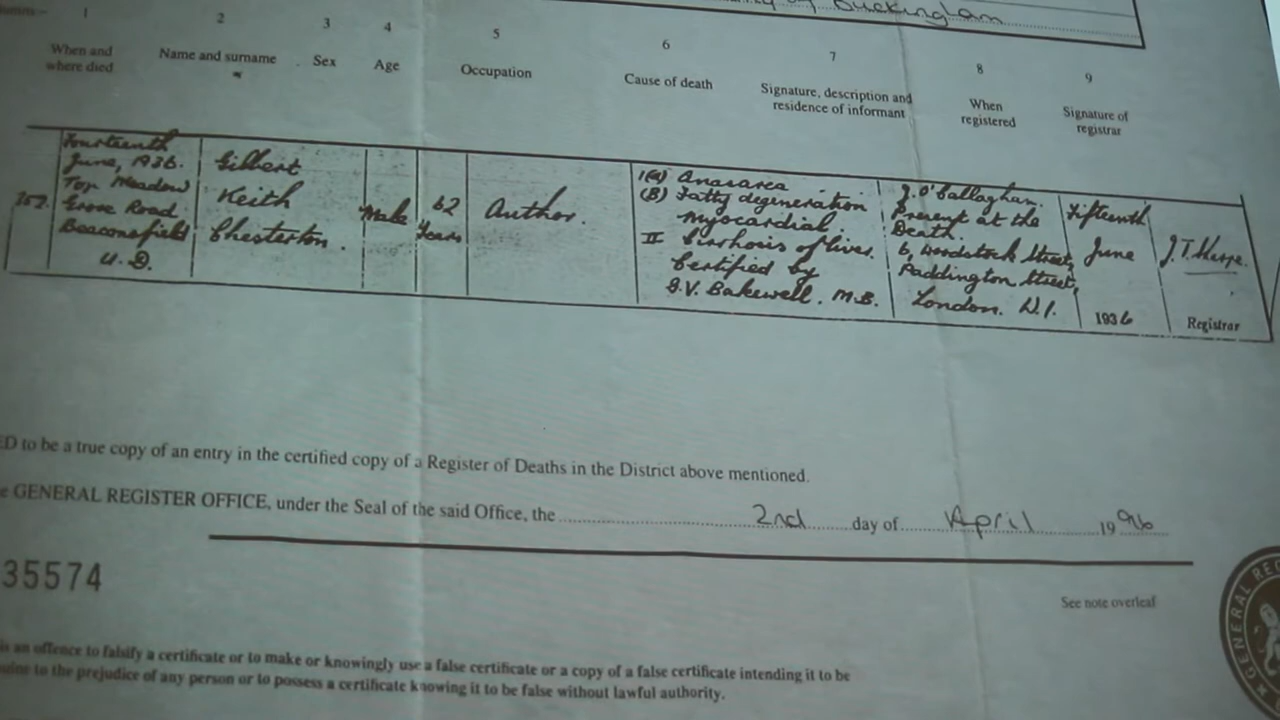 of Buckingham
1 2 3 4 5 6 7 8 9
When and where died
Name and surname
Sex
Age
Occupation
Cause of death
Signature, description and residence of informant
When registered
Signature of registrar
Fourteenth
June, 1936.
Top Meadow
Grove Road
Beaconsfield
U.D.
Gilbert
Keith
Chesterton.
Male
62
Years
Author.
I(a) Anasarca
(B) Fatty degeneration
myocardial.
II Cirrhosis of liver.
Certified by
G.V. Bakewell. M.B.
J. O'Callaghan.
Present at the
Death.
6, Woodstock Street,
Paddington Street,
London. W.1.
Fifteenth
June
1936
J.T. Sharpe.
Registrar
ED to be a true copy of an entry in the certified copy of a Register of Deaths in the District above mentioned.
e GENERAL REGISTER OFFICE, under the Seal of the said Office, the 2nd day of April 1996
35574
See note overleaf
is an offence to falsify a certificate or to make or knowingly use a false certificate or a copy of a false certificate intending it to be
to the prejudice of any person or to possess a certificate knowing it to be false without lawful authority.
GENERAL REG